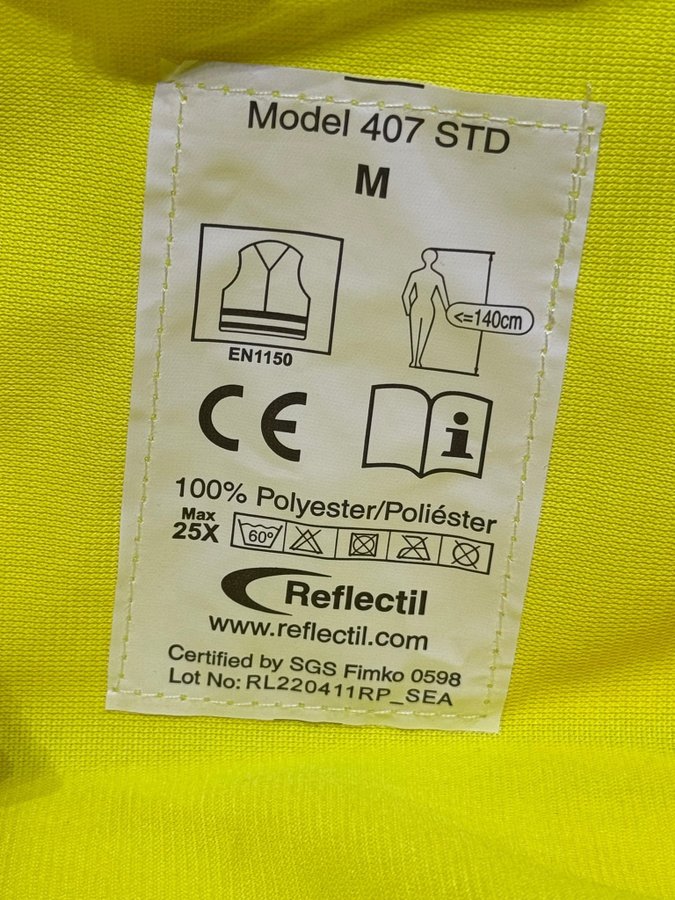 Model 407 STD
M
<=140cm
EN1150
CE
i
100% Polyester/Poliéster
Max
25X
60°
Reflectil
www.reflectil.com
Certified by SGS Fimko 0598
Lot No: RL220411RP_SEA